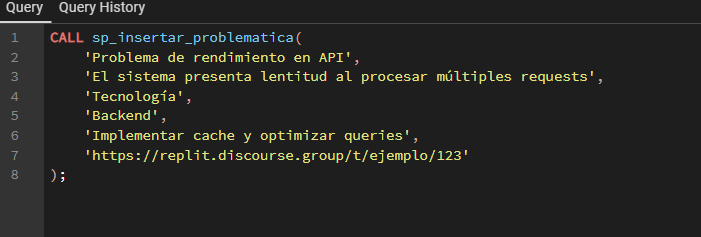 Query Query History
1 CALL sp_insertar_problematica(
2 'Problema de rendimiento en API',
3 'El sistema presenta lentitud al procesar múltiples requests',
4 'Tecnología',
5 'Backend',
6 'Implementar cache y optimizar queries',
7 'https://replit.discourse.group/t/ejemplo/123'
8 );